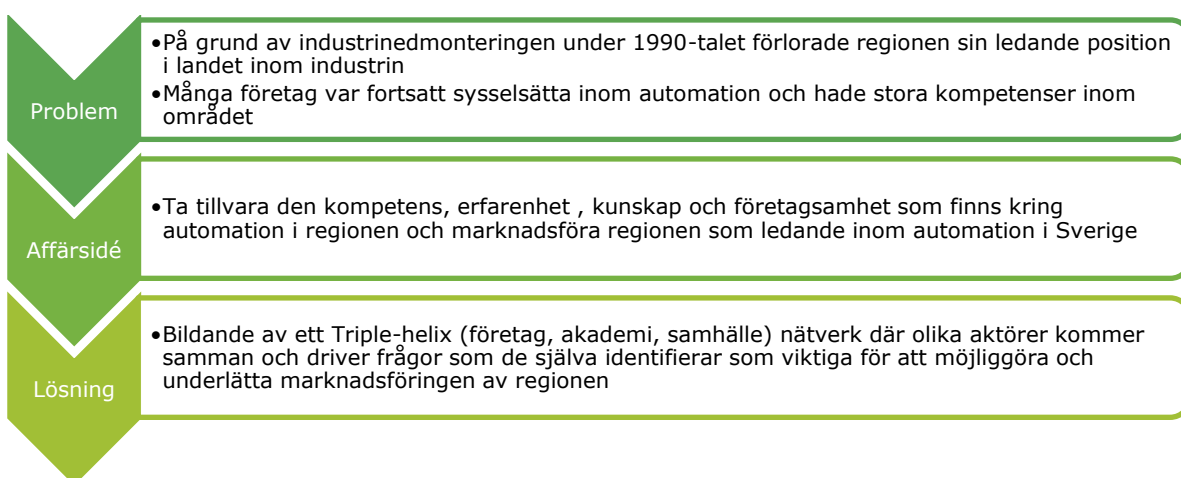 Problem
•På grund av industrinedmonteringen under 1990-talet förlorade regionen sin ledande position
i landet inom industrin
•Många företag var fortsatt sysselsätta inom automation och hade stora kompetenser inom
området
Affärsidé
•Ta tillvara den kompetens, erfarenhet , kunskap och företagsamhet som finns kring
automation i regionen och marknadsföra regionen som ledande inom automation i Sverige
Lösning
•Bildande av ett Triple-helix (företag, akademi, samhälle) nätverk där olika aktörer kommer
samman och driver frågor som de själva identifierar som viktiga för att möjliggöra och
underlätta marknadsföringen av regionen